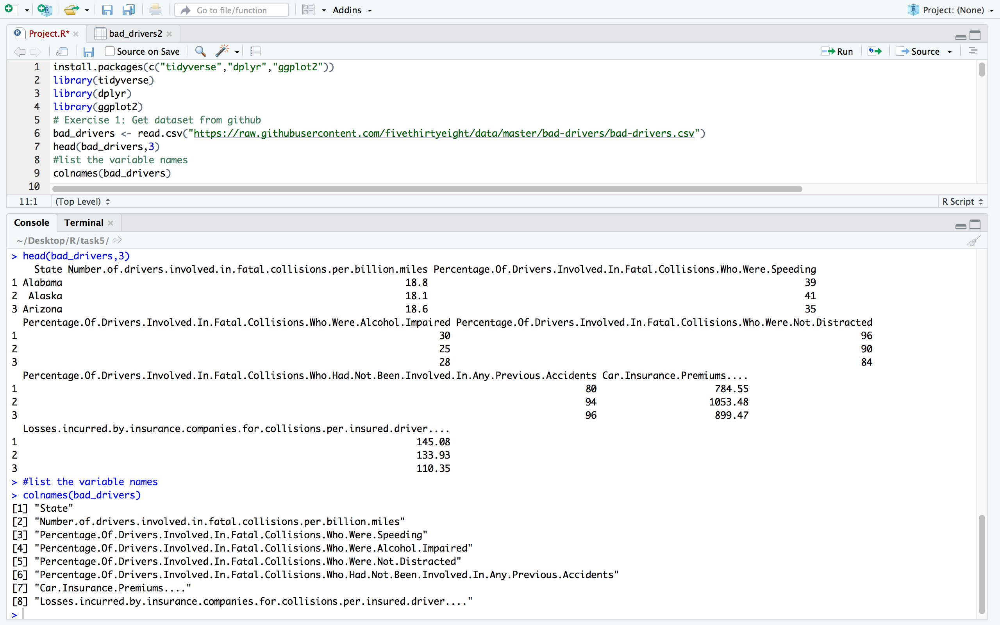 Go to file/function Addins Project: (None)
Project.R* bad_drivers2
Source on Save Run Source
1 install.packages(c("tidyverse","dplyr","ggplot2"))
2 library(tidyverse)
3 library(dplyr)
4 library(ggplot2)
5 # Exercise 1: Get dataset from github
6 bad_drivers <- read.csv("https://raw.githubusercontent.com/fivethirtyeight/data/master/bad-drivers/bad-drivers.csv")
7 head(bad_drivers,3)
8 #list the variable names
9 colnames(bad_drivers)
10
11:1 (Top Level) R Script
Console Terminal
~/Desktop/R/task5/
> head(bad_drivers,3)
State Number.of.drivers.involved.in.fatal.collisions.per.billion.miles Percentage.Of.Drivers.Involved.In.Fatal.Collisions.Who.Were.Speeding
1 Alabama 18.8 39
2 Alaska 18.1 41
3 Arizona 18.6 35
Percentage.Of.Drivers.Involved.In.Fatal.Collisions.Who.Were.Alcohol.Impaired Percentage.Of.Drivers.Involved.In.Fatal.Collisions.Who.Were.Not.Distracted
1 30 96
2 25 90
3 28 84
Percentage.Of.Drivers.Involved.In.Fatal.Collisions.Who.Had.Not.Been.Involved.In.Any.Previous.Accidents Car.Insurance.Premiums....
1 80 784.55
2 94 1053.48
3 96 899.47
Losses.incurred.by.insurance.companies.for.collisions.per.insured.driver....
1 145.08
2 133.93
3 110.35
> #list the variable names
> colnames(bad_drivers)
[1] "State"
[2] "Number.of.drivers.involved.in.fatal.collisions.per.billion.miles"
[3] "Percentage.Of.Drivers.Involved.In.Fatal.Collisions.Who.Were.Speeding"
[4] "Percentage.Of.Drivers.Involved.In.Fatal.Collisions.Who.Were.Alcohol.Impaired"
[5] "Percentage.Of.Drivers.Involved.In.Fatal.Collisions.Who.Were.Not.Distracted"
[6] "Percentage.Of.Drivers.Involved.In.Fatal.Collisions.Who.Had.Not.Been.Involved.In.Any.Previous.Accidents"
[7] "Car.Insurance.Premiums...."
[8] "Losses.incurred.by.insurance.companies.for.collisions.per.insured.driver...."
>